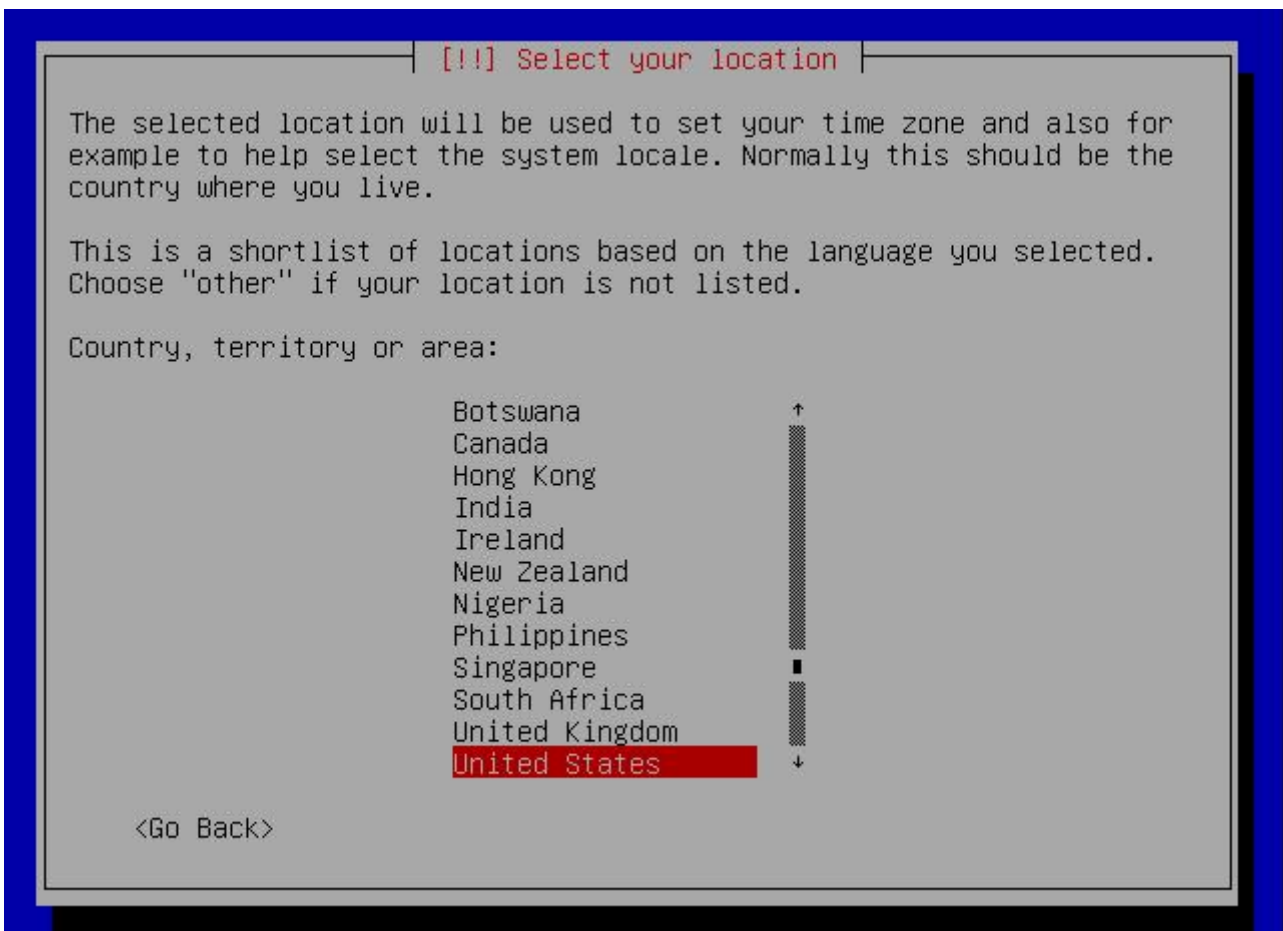 [!!] Select your location
The selected location will be used to set your time zone and also for
example to help select the system locale. Normally this should be the
country where you live.
This is a shortlist of locations based on the language you selected.
Choose "other" if your location is not listed.
Country, territory or area:
Botswana
Canada
Hong Kong
India
Ireland
New Zealand
Nigeria
Philippines
Singapore
South Africa
United Kingdom
United States
<Go Back>